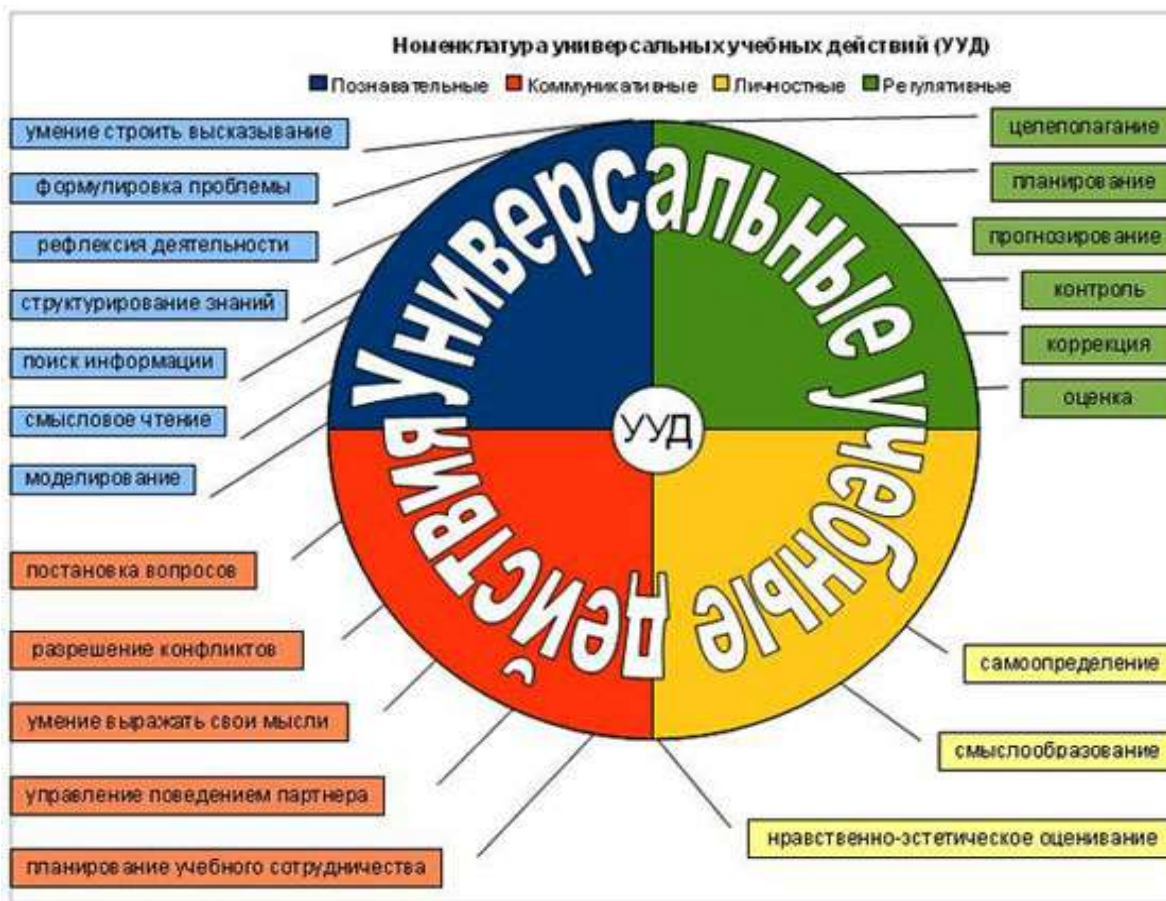 Номенклатура универсальных учебных действий (УУД)
Познавательные Коммуникативные Личностные Регулятивные
умение строить высказывание
формулировка проблемы
рефлексия деятельности
структурирование знаний
поиск информации
смысловое чтение
моделирование
постановка вопросов
разрешение конфликтов
умение выражать свои мысли
управление поведением партнера
планирование учебного сотрудничества
Универсальные учебные действия
УУД
целеполагание
планирование
прогнозирование
контроль
коррекция
оценка
самоопределение
смыслообразование
нравственно-эстетическое оценивание